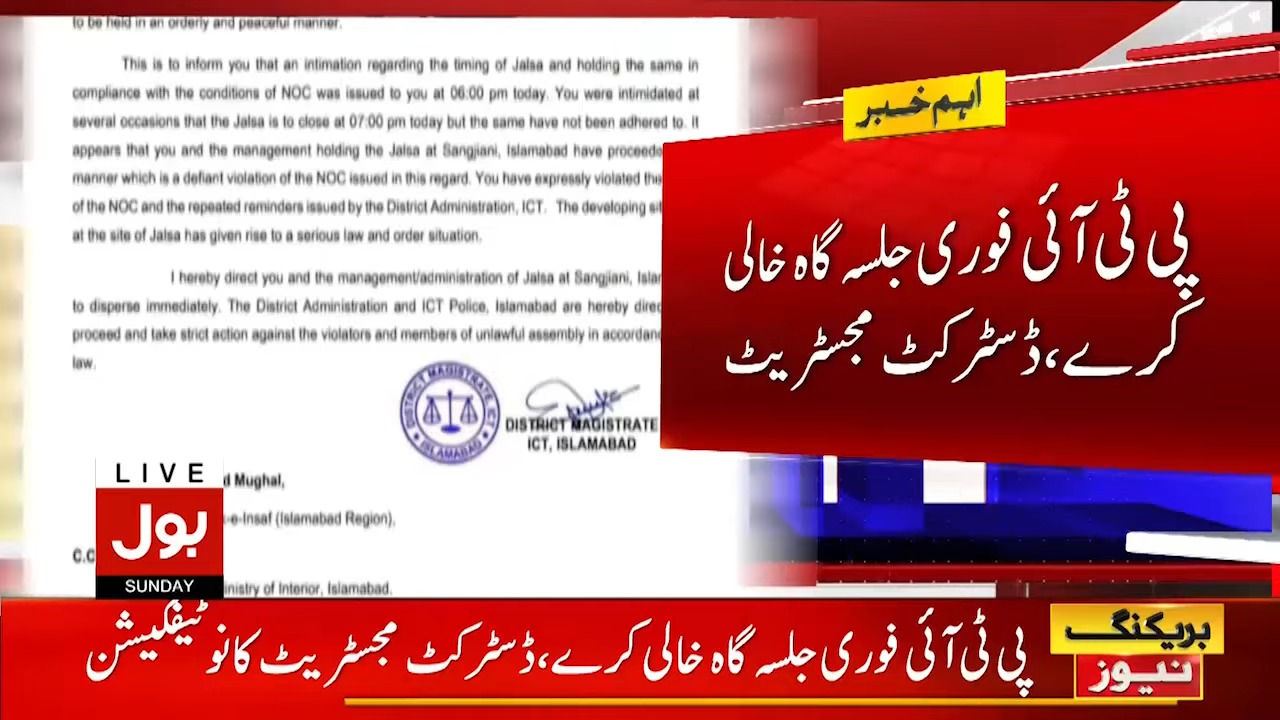 to be held in an orderly and peaceful manner.
This is to inform you that an intimation regarding the timing of Jalsa and holding the same in
compliance with the conditions of NOC was issued to you at 06:00 pm today. You were intimidated at
several occasions that the Jalsa is to close at 07:00 pm today but the same have not been adhered to. It
appears that you and the management holding the Jalsa at Sangjiani, Islamabad have proceede
manner which is a defiant violation of the NOC issued in this regard. You have expressly violated the
of the NOC and the repeated reminders issued by the District Administration, ICT. The developing sit
at the site of Jalsa has given rise to a serious law and order situation.
I hereby direct you and the management/administration of Jalsa at Sangjiani, Islam
to disperse immediately. The District Administration and ICT Police, Islamabad are hereby direc
proceed and take strict action against the violators and members of unlawful assembly in accordan
law.
DISTRICT MAGISTRATE, ICT
ISLAMABAD
DISTRICT MAGISTRATE
ICT, ISLAMABAD
d Mughal,
-e-Insaf (Islamabad Region).
C.C
inistry of Interior, Islamabad.
اہم خبر
پی ٹی آئی فوری جلسہ گاہ خالی
کرے، ڈسٹرکٹ مجسٹریٹ
LIVE
بول
SUNDAY
بریکنگ
نیوز
پی ٹی آئی فوری جلسہ گاہ خالی کرے، ڈسٹرکٹ مجسٹریٹ کا نوٹیفکیشن